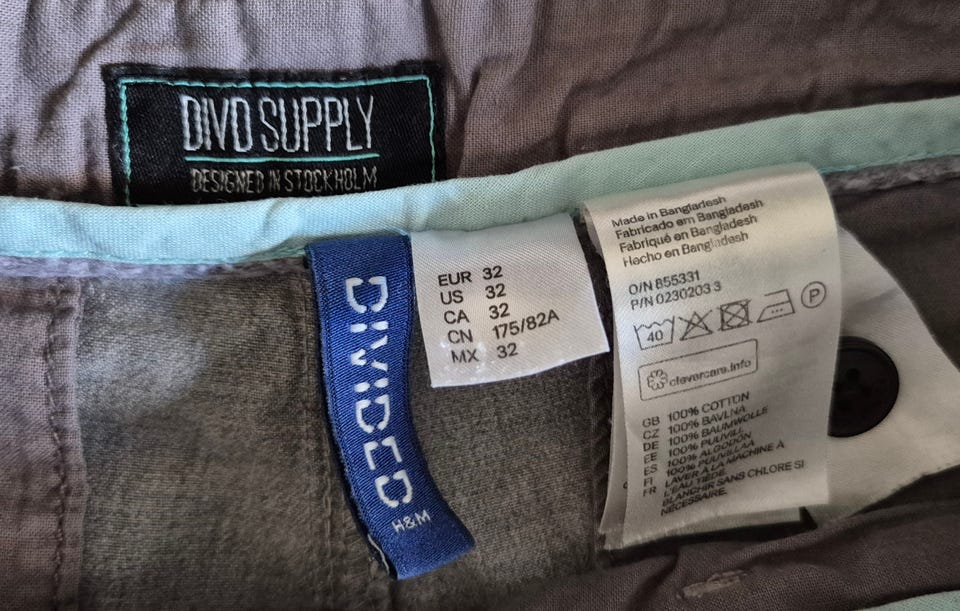 DIVD SUPPLY
DESIGNED IN STOCKHOLM
DIVIDED
H&M
EUR 32
US 32
CA 32
CN 175/82A
MX 32
Made in Bangladesh
Fabricado em Bangladesh
Fabriqué en Bangladesh
Hecho en Bangladesh
O/N 855331
P/N 0230203 3
40
P
clevercare.info
GB 100% COTTON
CZ 100% BAVLNA
DE 100% BAUMWOLLE
EE 100% PUUVILL
ES 100% ALGODÓN
FI 100% PUUVILLAA
FR LAVER À LA MACHINE À
L'EAU TIÈDE.
BLANCHIR SANS CHLORE SI
NÉCESSAIRE.